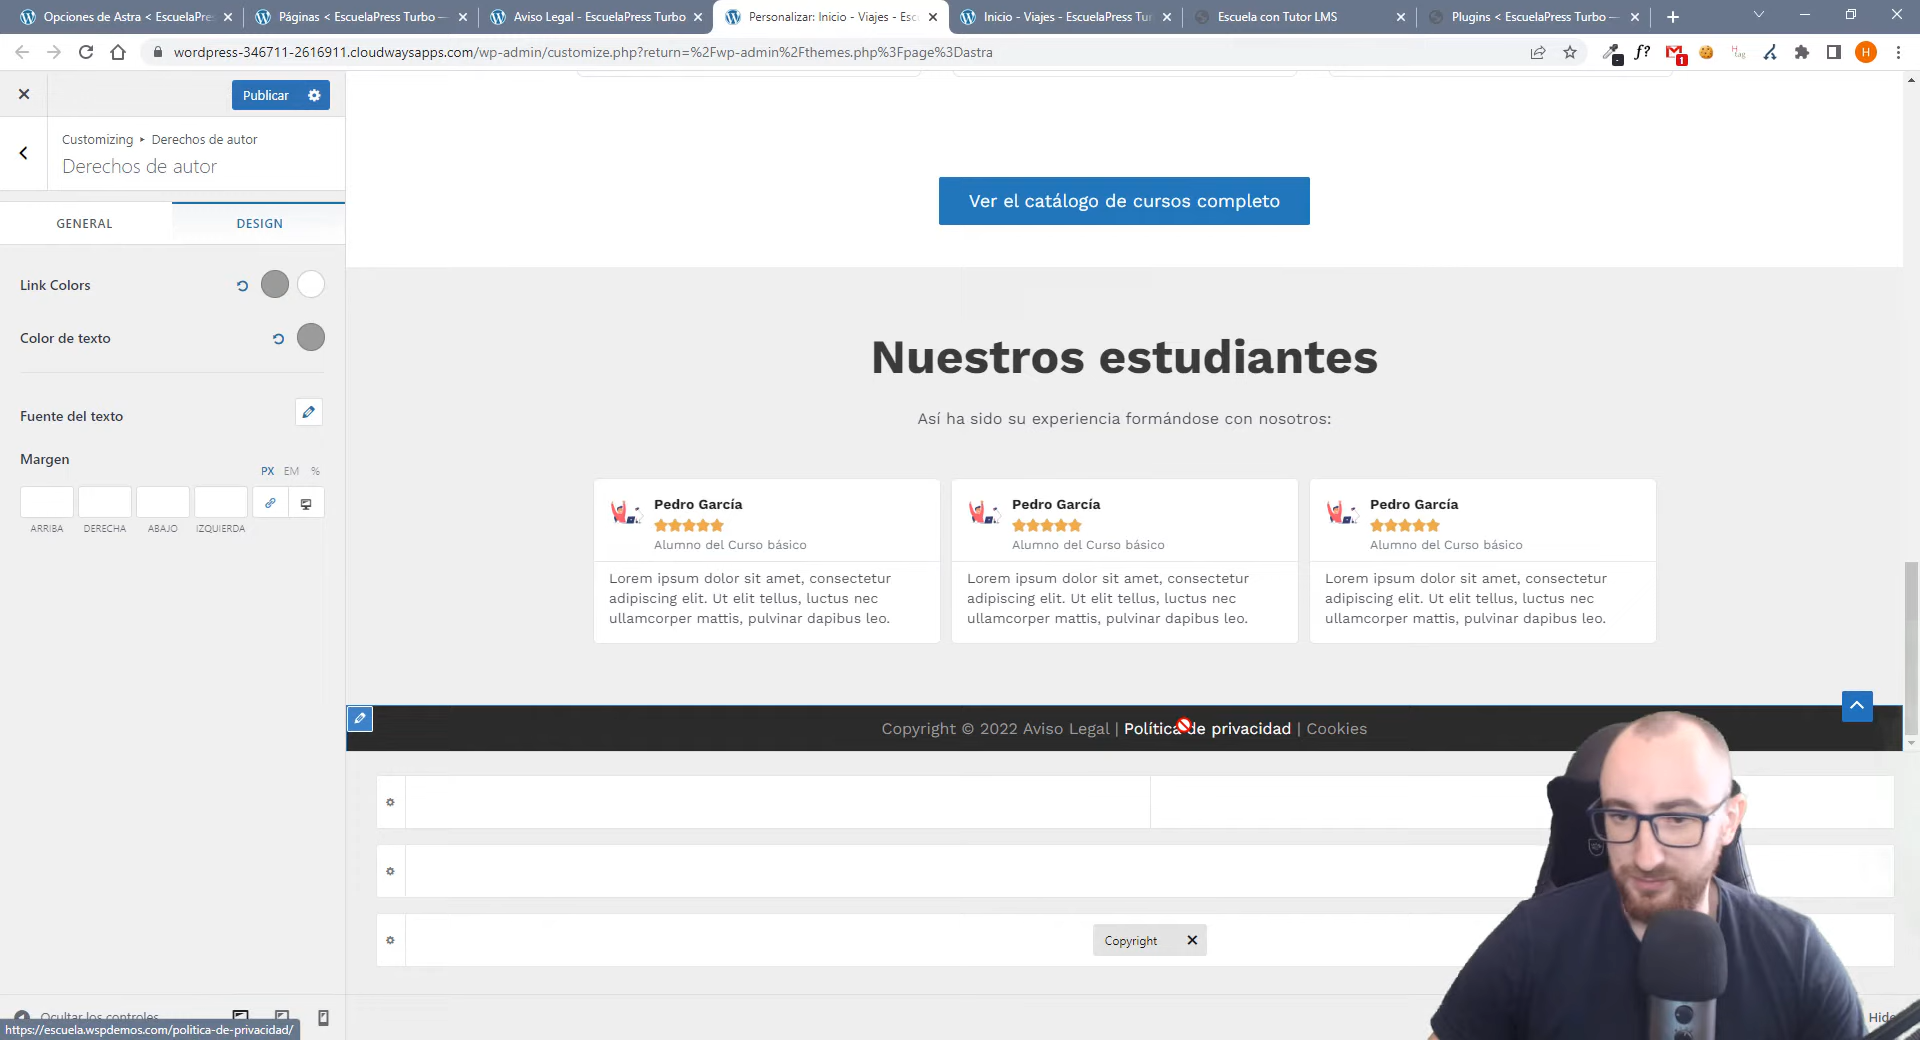 Opciones de Astra < EscuelaPres
Páginas < EscuelaPress Turbo —
Aviso Legal - EscuelaPress Turbo
Personalizar: Inicio - Viajes - Esc
Inicio - Viajes - EscuelaPress Tur
Escuela con Tutor LMS
Plugins < EscuelaPress Turbo —
wordpress-346711-2616911.cloudwaysapps.com/wp-admin/customize.php?return=%2Fwp-admin%2Fthemes.php%3Fpage%3Dastra
f?
1
H
Publicar
Customizing ▸ Derechos de autor
Derechos de autor
GENERAL
DESIGN
Link Colors
Color de texto
Fuente del texto
Margen
PX EM %
ARRIBA DERECHA ABAJO IZQUIERDA
Ver el catálogo de cursos completo
Nuestros estudiantes
Así ha sido su experiencia formándose con nosotros:
Pedro García
Alumno del Curso básico
Lorem ipsum dolor sit amet, consectetur
adipiscing elit. Ut elit tellus, luctus nec
ullamcorper mattis, pulvinar dapibus leo.
Pedro García
Alumno del Curso básico
Lorem ipsum dolor sit amet, consectetur
adipiscing elit. Ut elit tellus, luctus nec
ullamcorper mattis, pulvinar dapibus leo.
Pedro García
Alumno del Curso básico
Lorem ipsum dolor sit amet, consectetur
adipiscing elit. Ut elit tellus, luctus nec
ullamcorper mattis, pulvinar dapibus leo.
Copyright © 2022 Aviso Legal | Política de privacidad | Cookies
Copyright
Ocultar los controles
Hide
https://escuela.wspdemos.com/politica-de-privacidad/